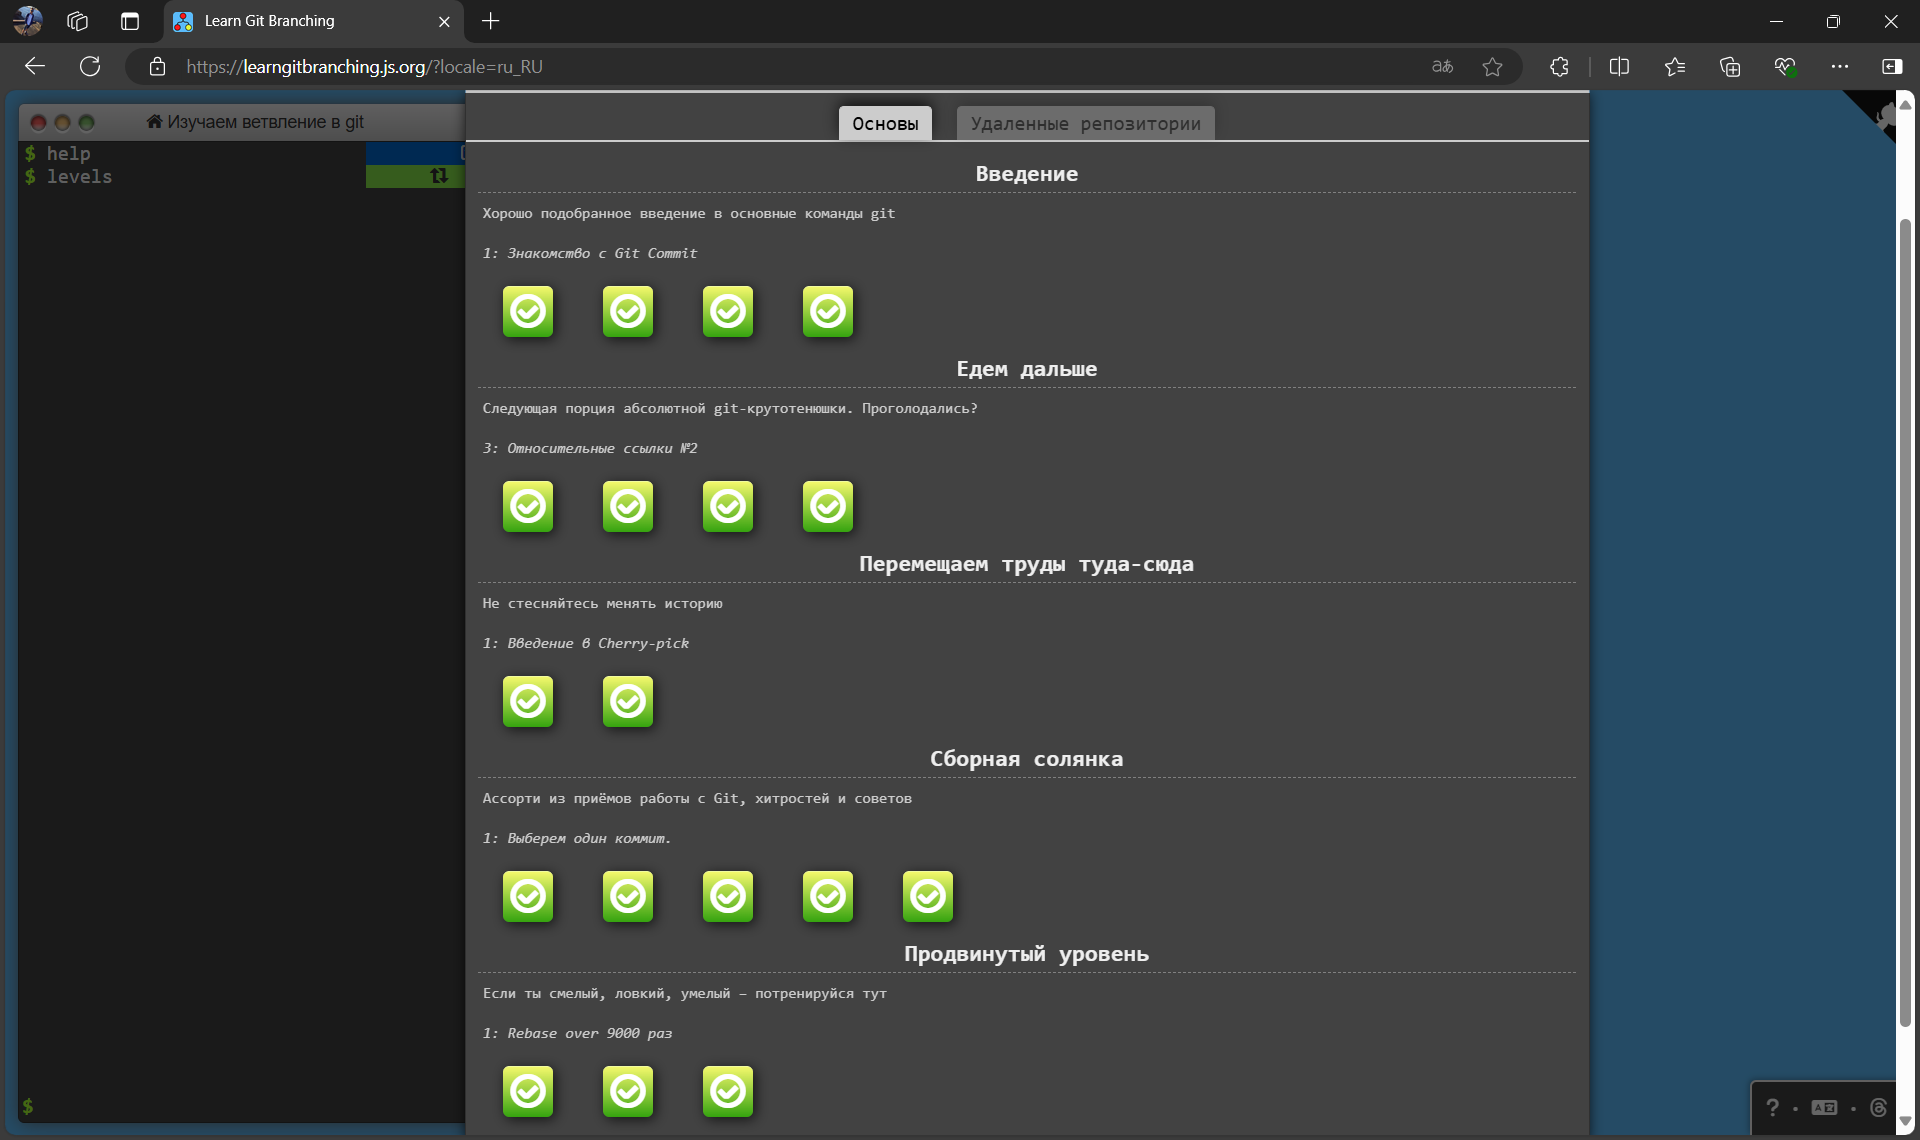 Learn Git Branching
https://learngitbranching.js.org/?locale=ru_RU
Изучаем ветвление в git
$ help
$ levels
$
Основы
Удаленные репозитории
Введение
Хорошо подобранное введение в основные команды git
1: Знакомство с Git Commit
Едем дальше
Следующая порция абсолютной git-крутотенюшки. Проголодались?
3: Относительные ссылки №2
Перемещаем труды туда-сюда
Не стесняйтесь менять историю
1: Введение в Cherry-pick
Сборная солянка
Ассорти из приёмов работы с Git, хитростей и советов
1: Выберем один коммит.
Продвинутый уровень
Если ты смелый, ловкий, умелый – потренируйся тут
1: Rebase over 9000 раз